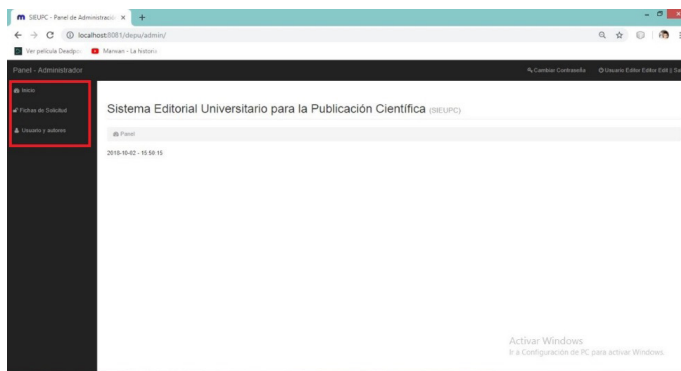 SIEUPC - Panel de Administració
localhost:8081/depu/admin/
Ver película Deadp
Marwan - La historia
Panel - Administrador
Cambiar Contraseña
Usuario Editor Editor Edit | Sa
Inicio
Fichas de Solicitud
Usuario y autores
Sistema Editorial Universitario para la Publicación Científica (SIEUPC)
Panel
2018-10-02 - 15:50:15
Activar Windows
Ir a Configuración de PC para activar Windows.